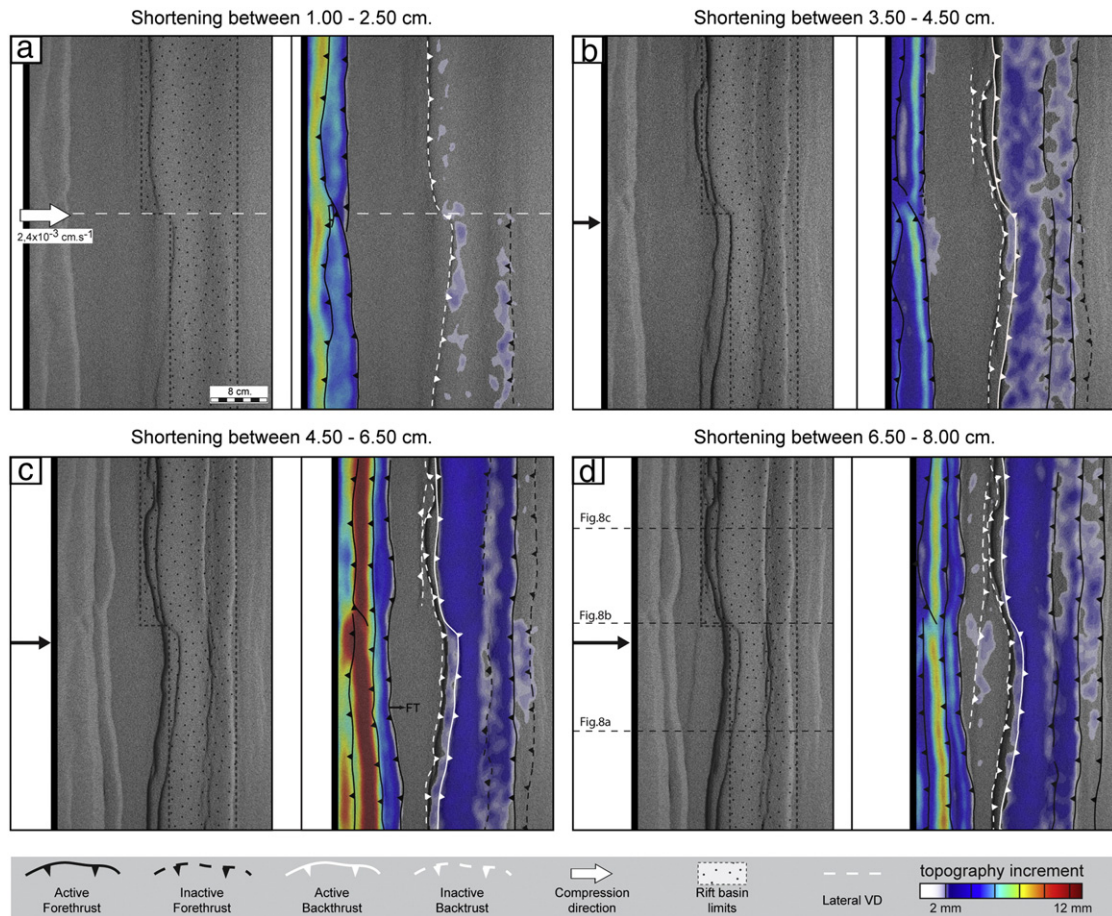 Shortening between 1.00 - 2.50 cm.
Shortening between 3.50 - 4.50 cm.
a
b
2,4x10-3 cm.s-1
8 cm.
Shortening between 4.50 - 6.50 cm.
Shortening between 6.50 - 8.00 cm.
c
d
FT
Fig.8c
Fig.8b
Fig.8a
Active
Forethrust
Inactive
Forethrust
Active
Backthrust
Inactive
Backtrust
Compression
direction
Rift basin
limits
Lateral VD
topography increment
2 mm
12 mm